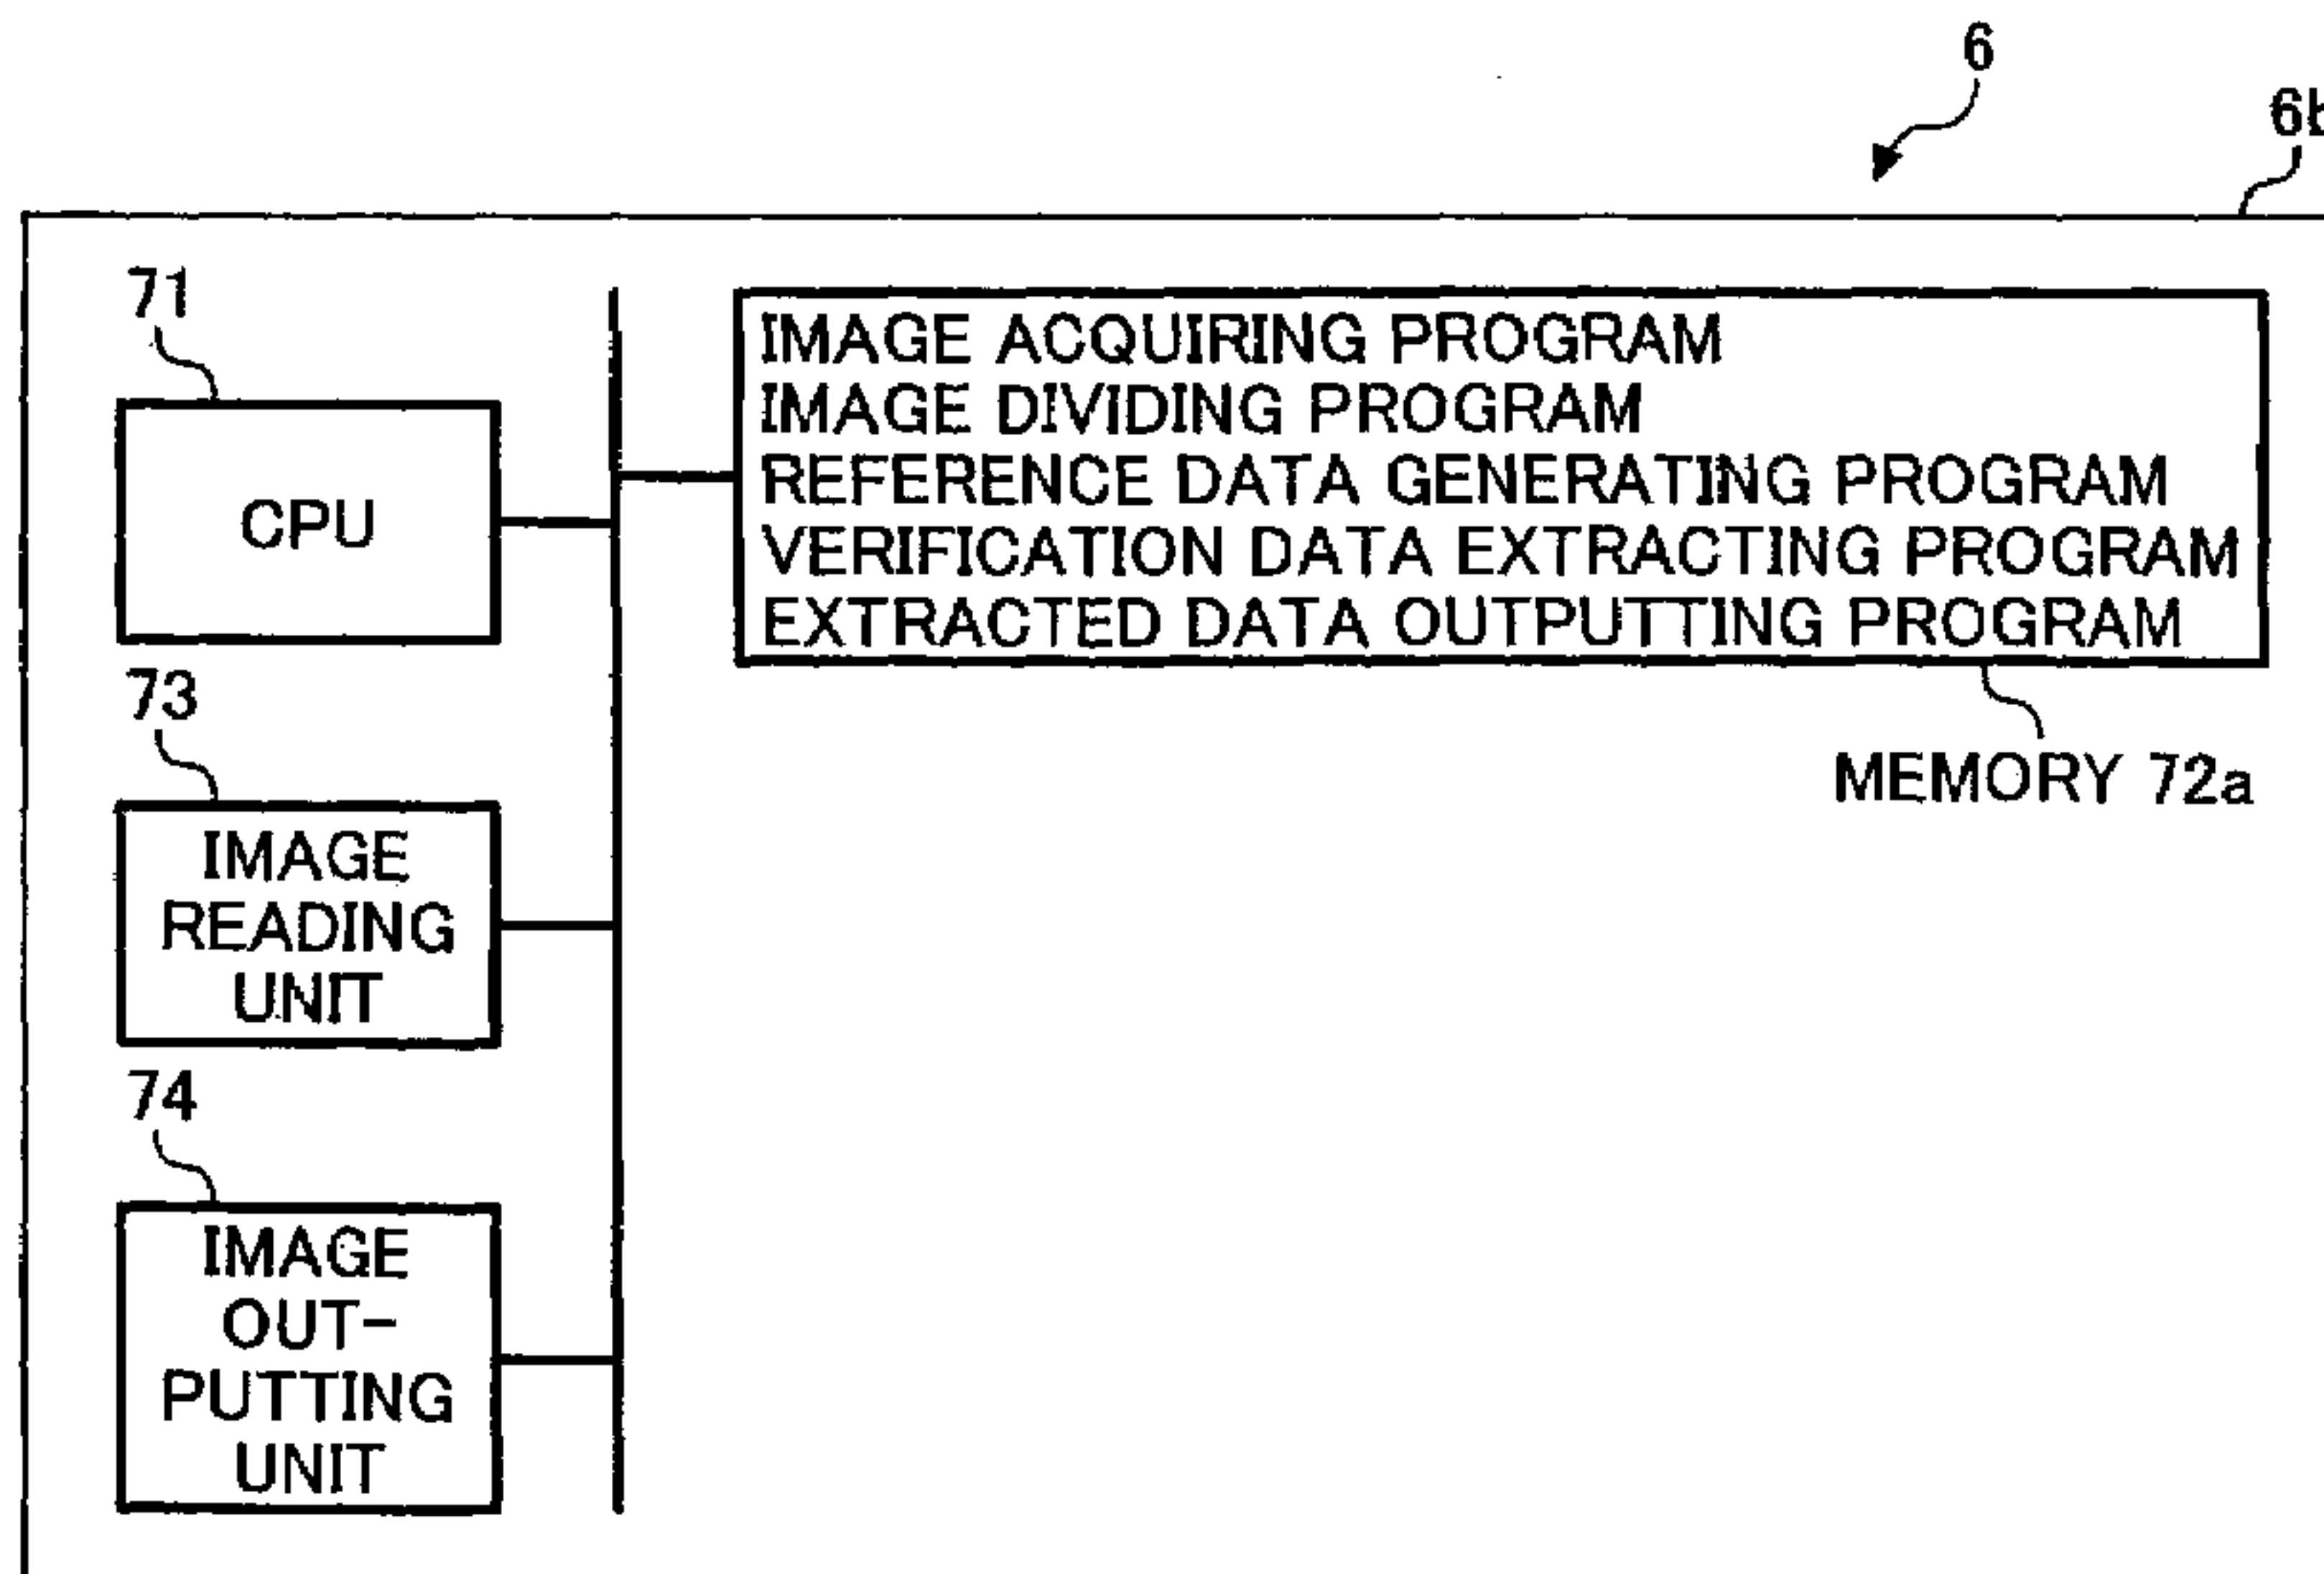 6
6b
71
CPU
IMAGE ACQUIRING PROGRAM
IMAGE DIVIDING PROGRAM
REFERENCE DATA GENERATING PROGRAM
VERIFICATION DATA EXTRACTING PROGRAM
EXTRACTED DATA OUTPUTTING PROGRAM
MEMORY 72a
73
IMAGE
READING
UNIT
74
IMAGE
OUT-
PUTTING
UNIT